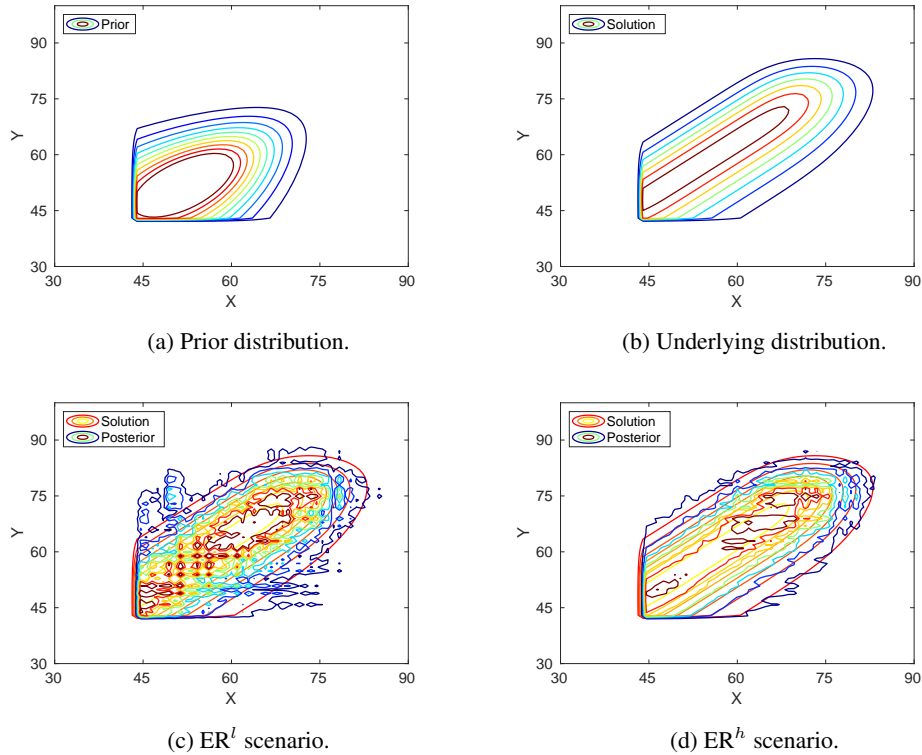 Prior
Y
90
75
60
45
30
30 45 60 75 90
X
(a) Prior distribution.
Solution
Y
90
75
60
45
30
30 45 60 75 90
X
(b) Underlying distribution.
Solution
Posterior
Y
90
75
60
45
30
30 45 60 75 90
X
(c) ER^l scenario.
Solution
Posterior
Y
90
75
60
45
30
30 45 60 75 90
X
(d) ER^h scenario.